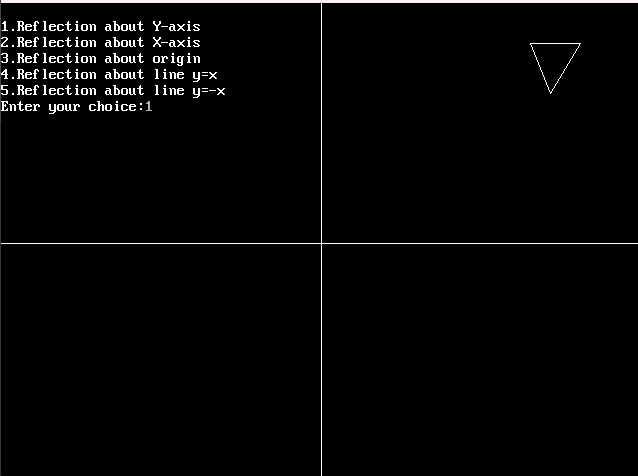 1.Reflection about Y-axis
2.Reflection about X-axis
3.Reflection about origin
4.Reflection about line y=x
5.Reflection about line y=-x
Enter your choice:1